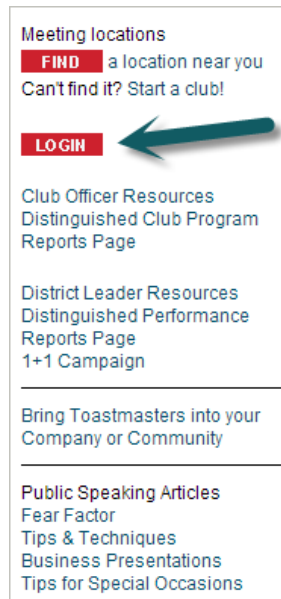 Meeting locations
FIND a location near you
Can't find it? Start a club!
LOGIN
Club Officer Resources
Distinguished Club Program
Reports Page
District Leader Resources
Distinguished Performance
Reports Page
1+1 Campaign
Bring Toastmasters into your
Company or Community
Public Speaking Articles
Fear Factor
Tips & Techniques
Business Presentations
Tips for Special Occasions